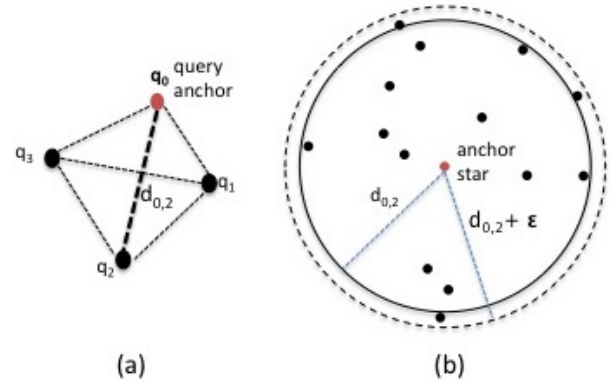 q₀ query
anchor
q₃
q₁
d₀,₂
q₂
anchor
star
d₀,₂
d₀,₂+ ε
(a)
(b)